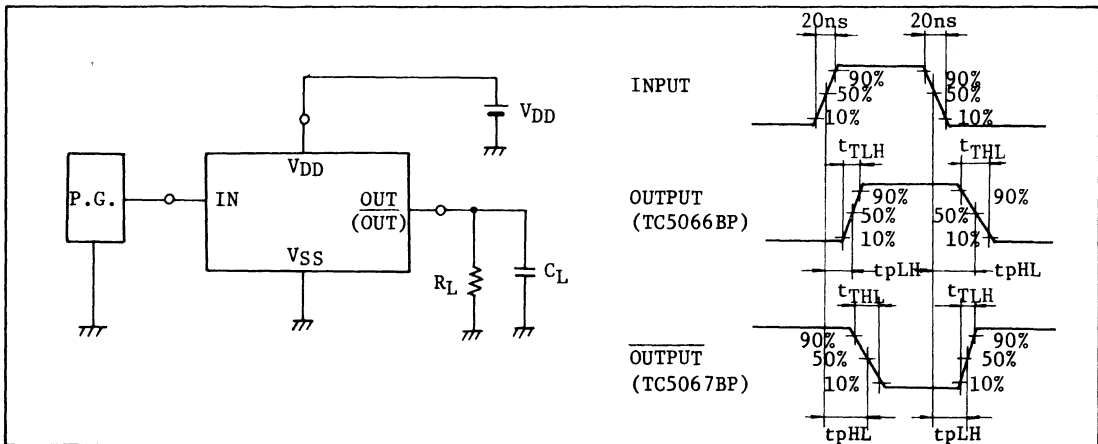 P.G.
IN
VDD
VSS
OUT
(OUT)
VDD
RL
CL
20ns
20ns
INPUT
90%
50%
10%
90%
50%
10%
tTLH
tTHL
OUTPUT
(TC5066BP)
90%
50%
10%
90%
50%
10%
tpLH
tpHL
tTHL
tTLH
OUTPUT
(TC5067BP)
90%
50%
10%
90%
50%
10%
tpHL
tpLH